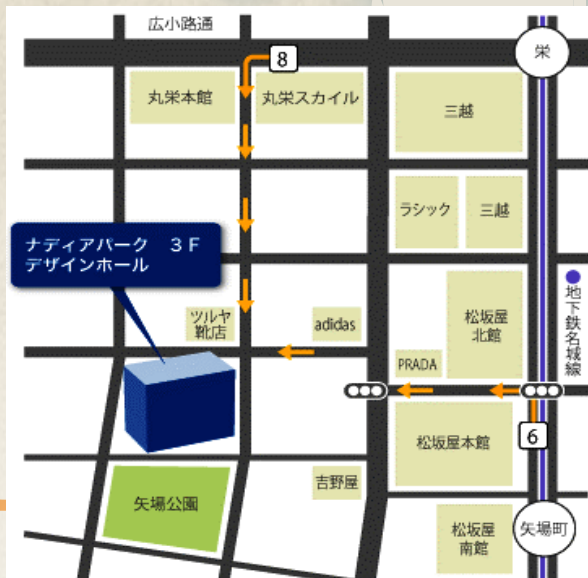 広小路通
栄
8
丸栄本館
丸栄スカイル
三越
ラシック
三越
ナディアパーク　３Ｆ
デザインホール
ツルヤ
靴店
adidas
松坂屋
北館
地下鉄名城線
PRADA
6
松坂屋本館
吉野屋
矢場公園
矢場町
松坂屋
南館